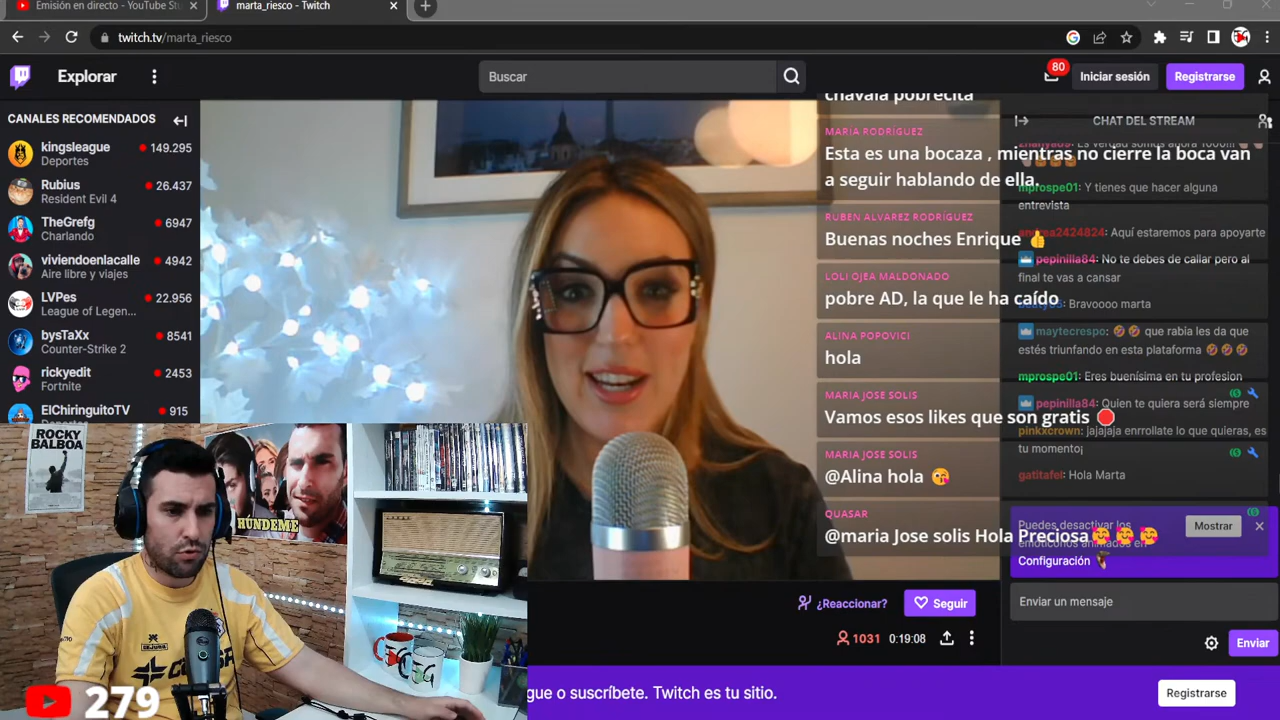 Emisión en directo - YouTube St
marta_riesco - Twitch
twitch.tv/marta_riesco
Explorar
Buscar
80
Iniciar sesión
Registrarse
CANALES RECOMENDADOS
kingsleague
149.295
Deportes
Rubius
26.437
Resident Evil 4
TheGrefg
6947
Charlando
viviendoenlacalle
4942
Aire libre y viajes
LVPes
22.956
League of Legen...
bysTaXx
8541
Counter-Strike 2
rickyedit
2453
Fortnite
ElChiringuitoTV
915
chavala pobrecita
MARIA RODRÍGUEZ
Esta es una bocaza , mientras no cierre la boca van
a seguir hablando de ella.
RUBEN ALVAREZ RODRÍGUEZ
Buenas noches Enrique 👍
LOLI OJEA MALDONADO
pobre AD, la que le ha caído
ALINA POPOVICI
hola
MARIA JOSE SOLIS
Vamos esos likes que son gratis 🛑
MARIA JOSE SOLIS
@Alina hola 😘
QUASAR
@maria Jose solis Hola Preciosa🥰 🥰 🥰
CHAT DEL STREAM
mprospe01: Y tienes que hacer alguna
entrevista
andrea2424824: Aquí estaremos para apoyarte
pepinilla84: No te debes de callar pero al
final te vas a cansar
Bravoooo marta
maytecrespo: 🤣 🤣 que rabia les da que
estés triunfando en esta plataforma 🤣 🤣 🤣
mprospe01: Eres buenísima en tu profesion
pepinilla84: Quien te quiera será siempre
pinkxcrown: jajajaja enrrollate lo que quieras, es
tu momento¡
gatitafel: Hola Marta
Puedes desactivar los
emoticonos animados en
Configuración
Mostrar
Enviar un mensaje
Enviar
¿Reaccionar?
Seguir
1031
0:19:08
gue o suscríbete. Twitch es tu sitio.
Registrarse
ROCKY
BALBOA
HÚNDEME
279